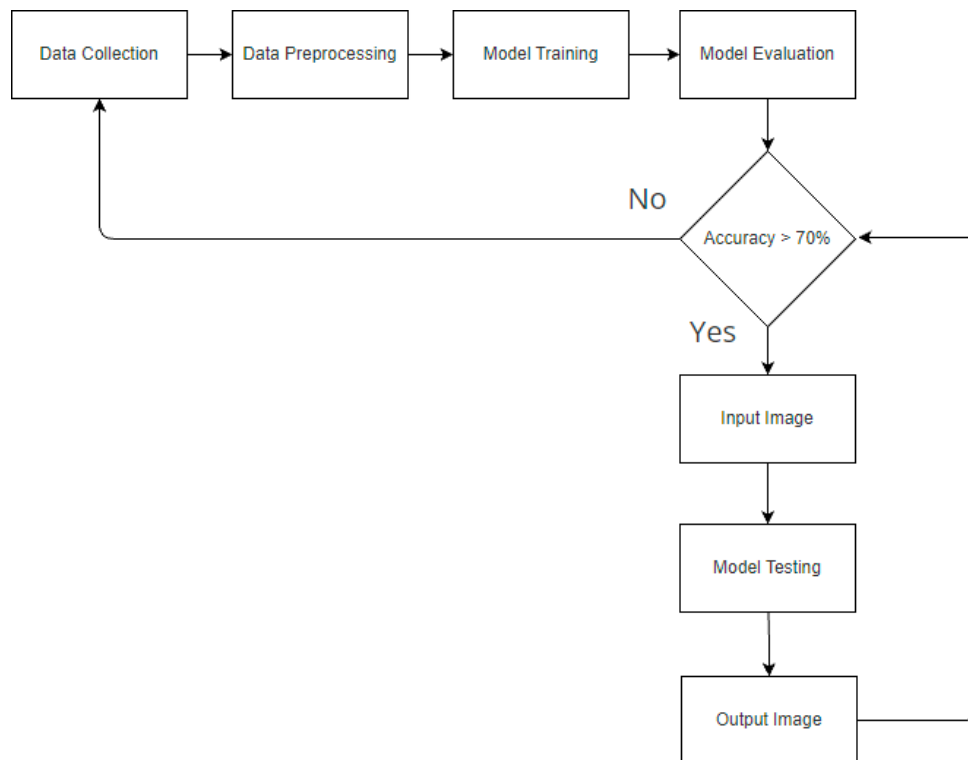 Data Collection
Data Preprocessing
Model Training
Model Evaluation
No
Accuracy > 70%
Yes
Input Image
Model Testing
Output Image